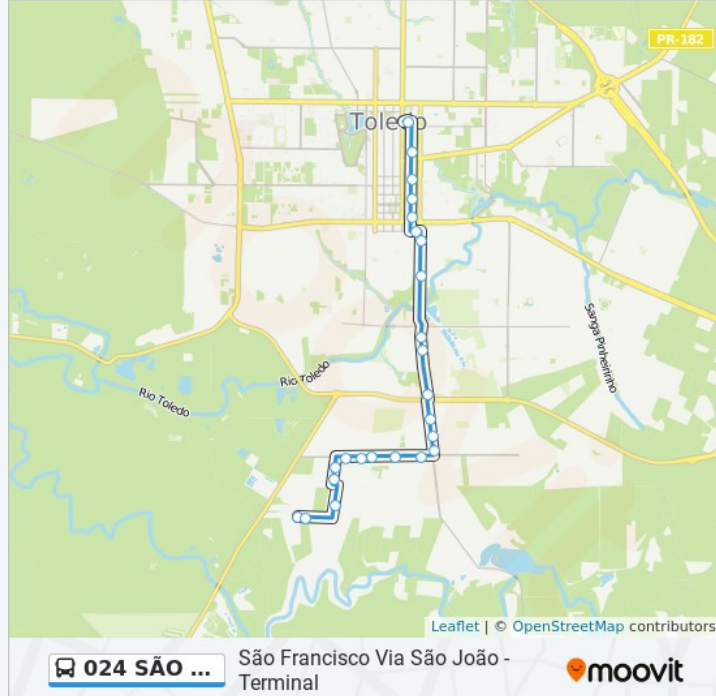 PR-182
Toledo
Sanga Pinheirinho
Rio Toledo
Rio Toledo
Leaflet | © OpenStreetMap contributors
024 SÃO ...
São Francisco Via São João -
Terminal
moovit